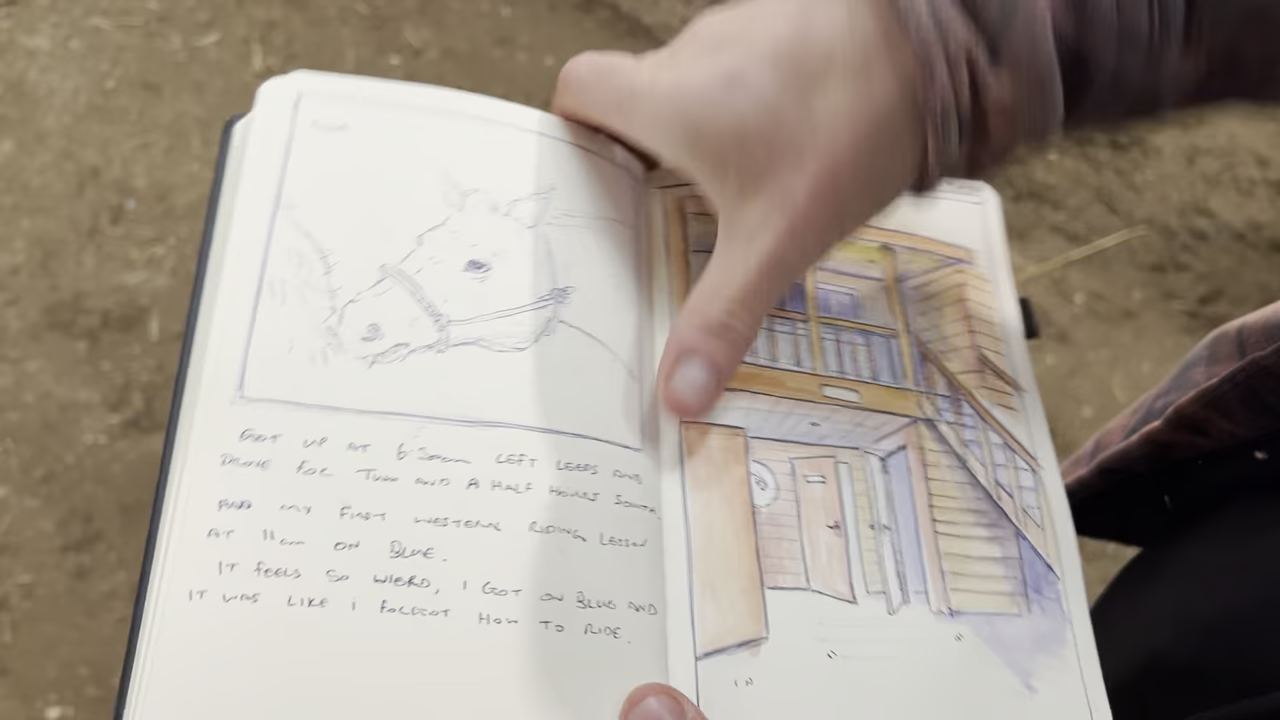 GOT UP AT 6:30am LEFT LEEDS AND
DROVE FOR TWO AND A HALF HOURS SOUTH.
HAD MY FIRST WESTERN RIDING LESSON
AT 11am ON BLUE.
IT FEELS SO WIERD, I GOT ON BLUE AND
IT WAS LIKE I FORGOT HOW TO RIDE.
IN